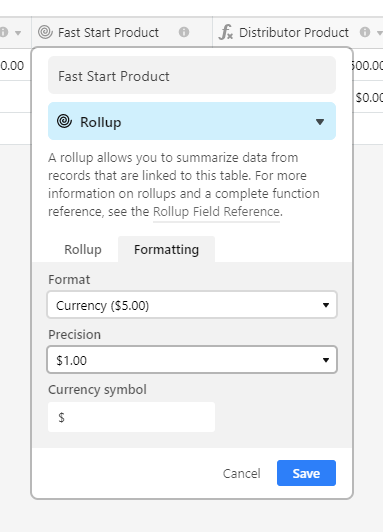 Fast Start Product
fx Distributor Product
0.00
500.00
$0.00
Fast Start Product
Rollup
A rollup allows you to summarize data from
records that are linked to this table. For more
information on rollups and a complete function
reference, see the Rollup Field Reference.
Rollup Formatting
Format
Currency ($5.00)
Precision
$1.00
Currency symbol
$
Cancel Save